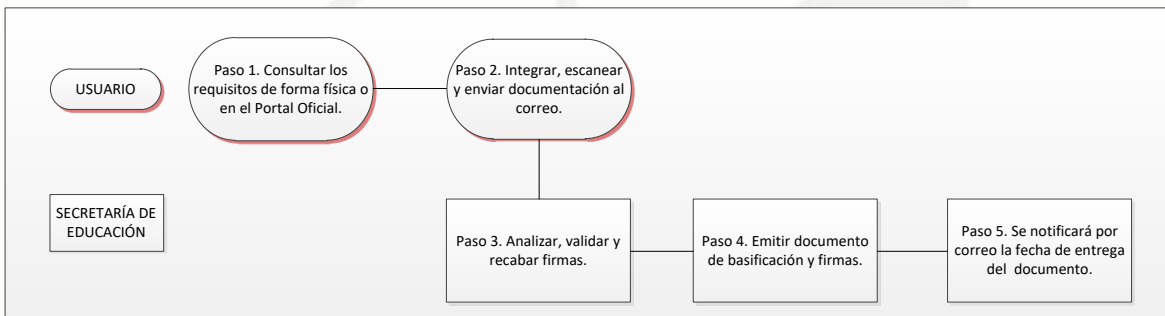 USUARIO
Paso 1. Consultar los
requisitos de forma física o
en el Portal Oficial.
Paso 2. Integrar, escanear
y enviar documentación al
correo.
SECRETARÍA DE
EDUCACIÓN
Paso 3. Analizar, validar y
recabar firmas.
Paso 4. Emitir documento
de basificación y firmas.
Paso 5. Se notificará por
correo la fecha de entrega
del documento.